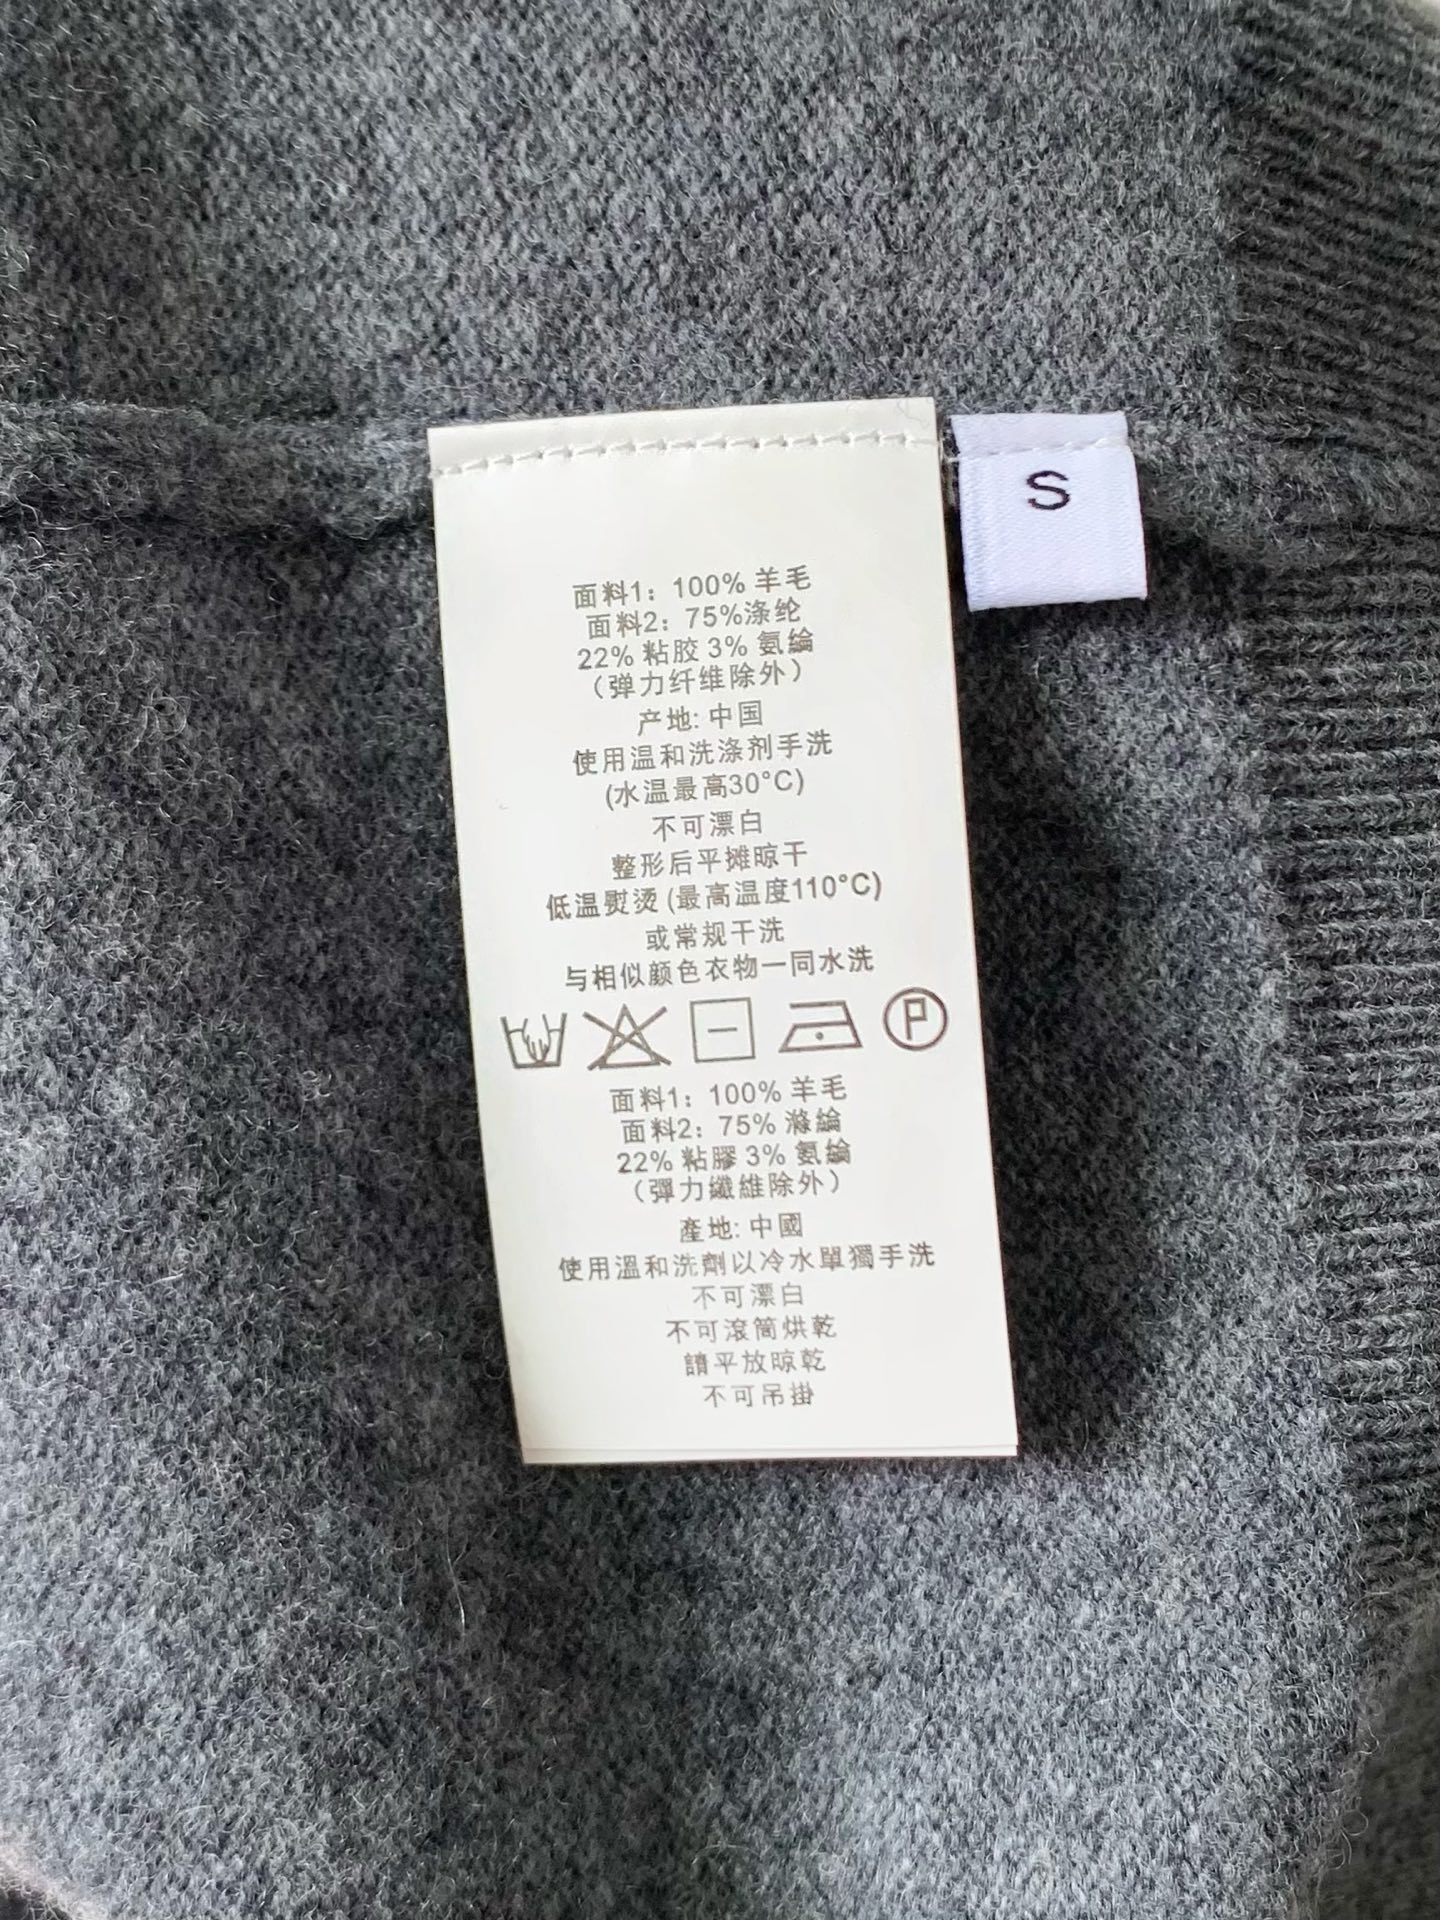 S
面料1：100% 羊毛
面料2：75%涤纶
22% 粘胶 3% 氨綸
（弹力纤维除外）
产地: 中国
使用温和洗涤剂手洗
(水温最高30°C)
不可漂白
整形后平摊晾干
低温熨烫 (最高温度110°C)
或常规干洗
与相似颜色衣物一同水洗
P
面料1：100% 羊毛
面料2：75% 滌綸
22% 粘膠 3% 氨綸
（彈力纖維除外）
產地: 中國
使用溫和洗劑以冷水單獨手洗
不可漂白
不可滾筒烘乾
請平放晾乾
不可吊掛